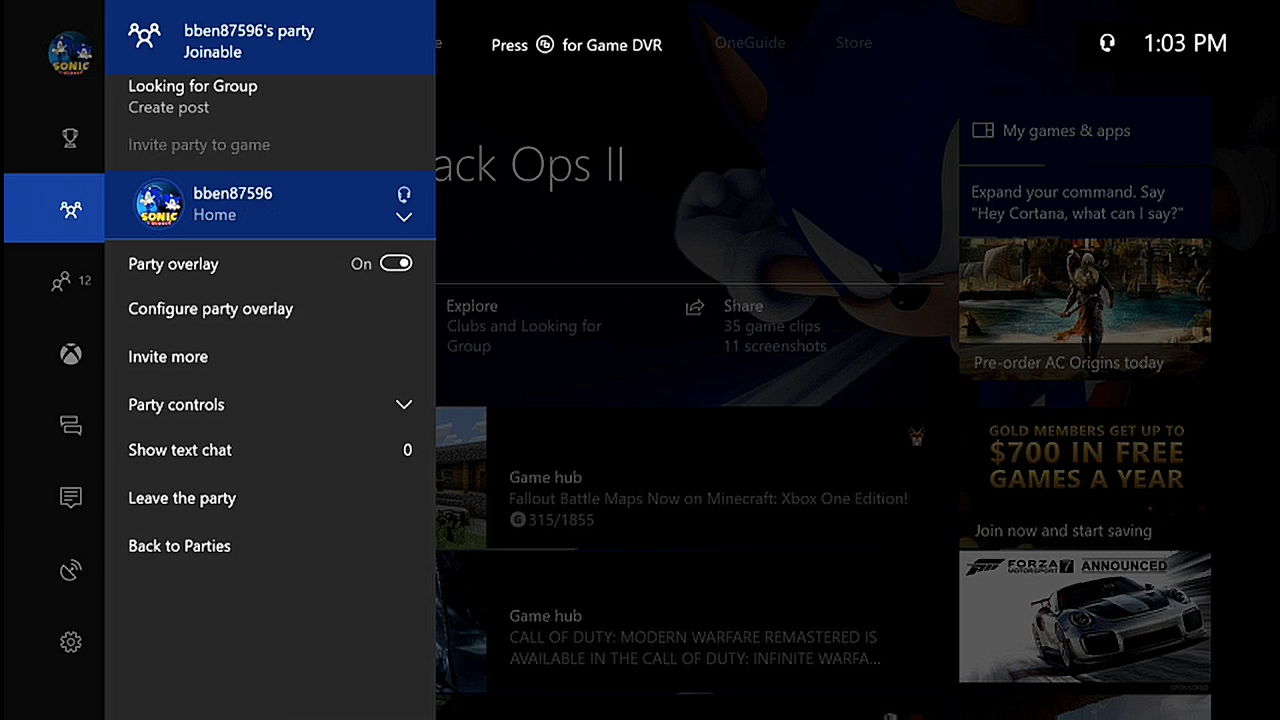 bben87596's party
Joinable
Looking for Group
Create post
Invite party to game
SONIC
bben87596
Home
Party overlay
On
Configure party overlay
Invite more
Party controls
Show text chat 0
Leave the party
Back to Parties
SONIC
12
e
Press for Game DVR
OneGuide
Store
1:03 PM
ack Ops II
Explore
Clubs and Looking for
Group
Share
35 game clips
11 screenshots
Game hub
Fallout Battle Maps Now on Minecraft: Xbox One Edition!
G 315/1855
Game hub
CALL OF DUTY: MODERN WARFARE REMASTERED IS
AVAILABLE IN THE CALL OF DUTY: INFINITE WARFA...
My games & apps
Expand your command. Say
"Hey Cortana, what can I say?"
Pre-order AC Origins today
GOLD MEMBERS GET UP TO
$700 IN FREE
GAMES A YEAR
Join now and start saving
FORZA MOTORSPORT 7 ANNOUNCED
SPONSORED